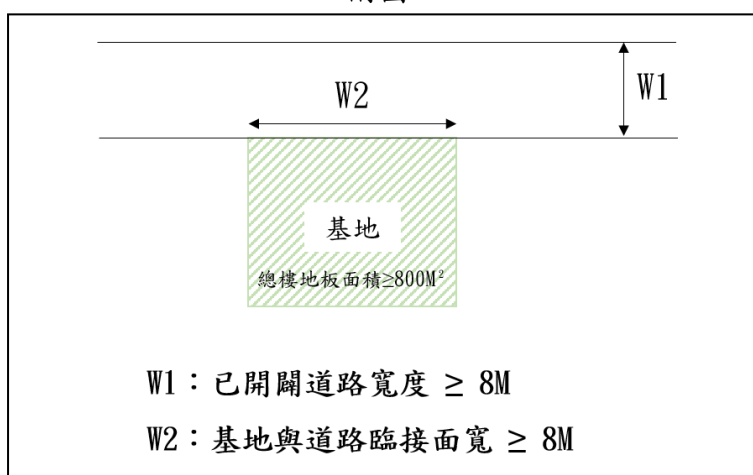 W2
W1
基地
總樓地板面積≥800M²
W1：已開闢道路寬度 ≥ 8M
W2：基地與道路臨接面寬 ≥ 8M